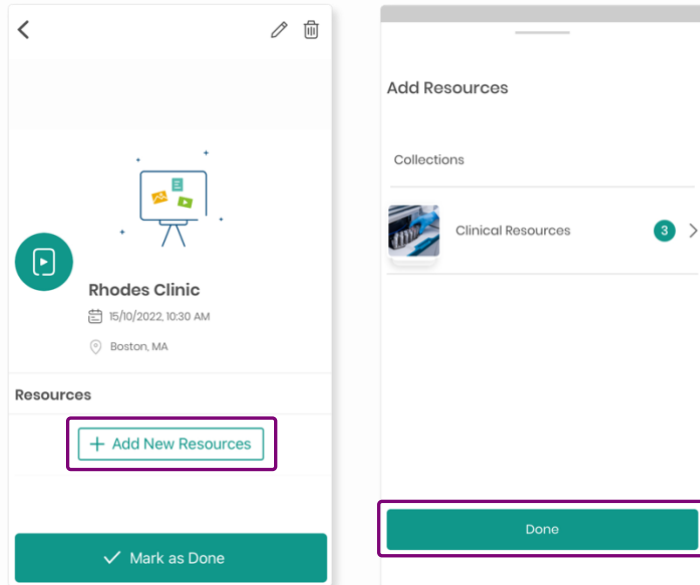 Rhodes Clinic
15/10/2022, 10:30 AM
Boston, MA
Resources
+ Add New Resources
Mark as Done
Add Resources
Collections
Clinical Resources 3
Done